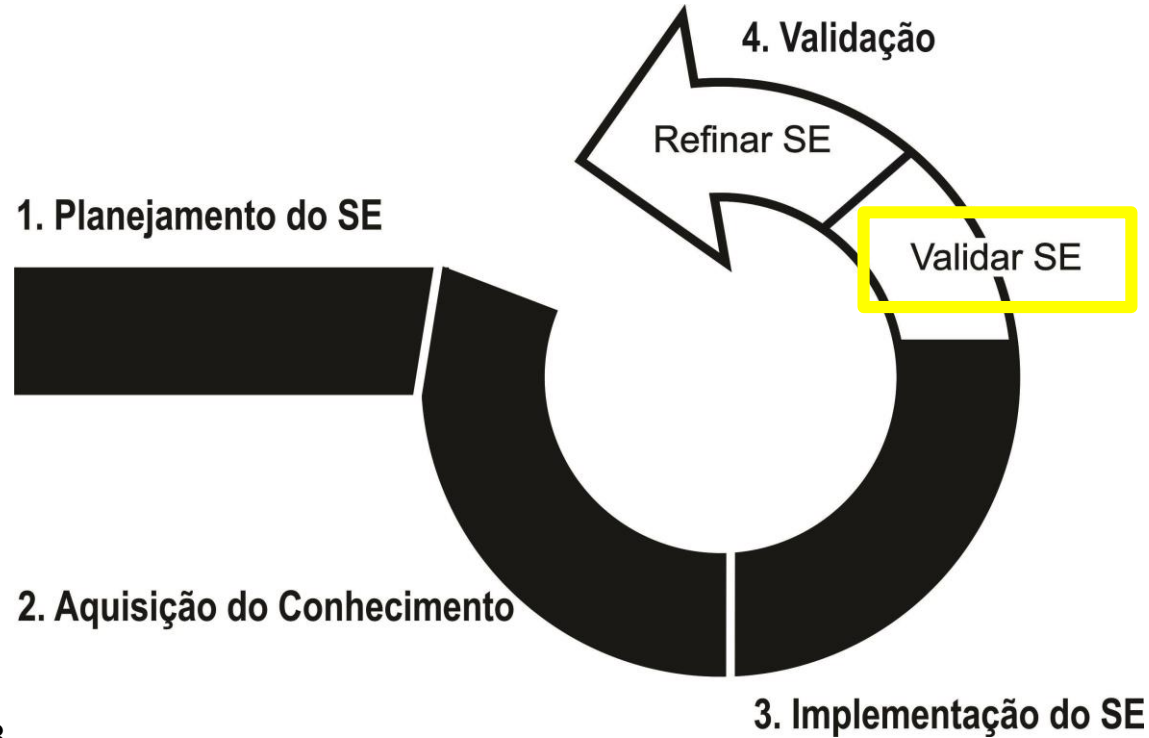 4. Validação
Refinar SE
1. Planejamento do SE
Validar SE
2. Aquisição do Conhecimento
3. Implementação do SE